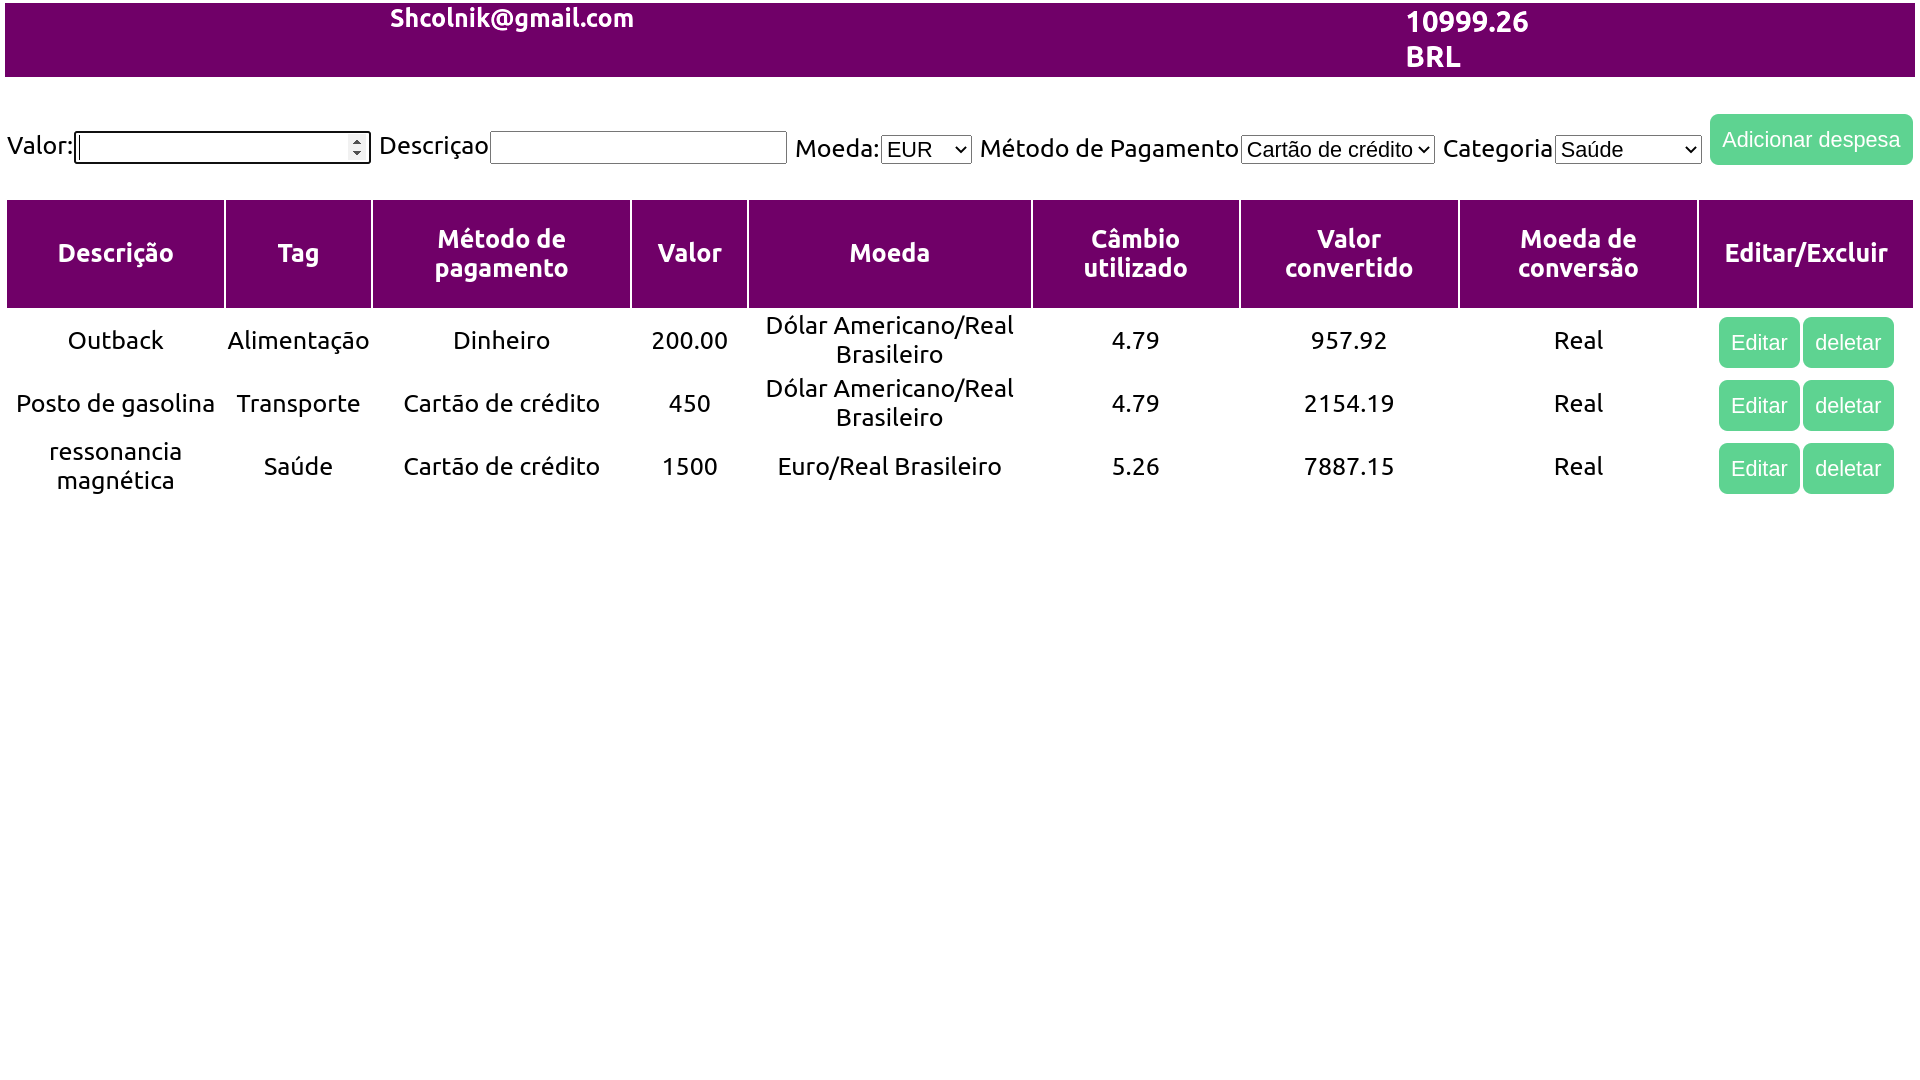 Shcolnik@gmail.com
10999.26
BRL
Valor: Descriçao Moeda: EUR Método de Pagamento Cartão de crédito Categoria Saúde Adicionar despesa
Descrição Tag Método de pagamento Valor Moeda Câmbio utilizado Valor convertido Moeda de conversão Editar/Excluir
Outback Alimentação Dinheiro 200.00 Dólar Americano/Real Brasileiro 4.79 957.92 Real Editar deletar
Posto de gasolina Transporte Cartão de crédito 450 Dólar Americano/Real Brasileiro 4.79 2154.19 Real Editar deletar
ressonancia magnética Saúde Cartão de crédito 1500 Euro/Real Brasileiro 5.26 7887.15 Real Editar deletar